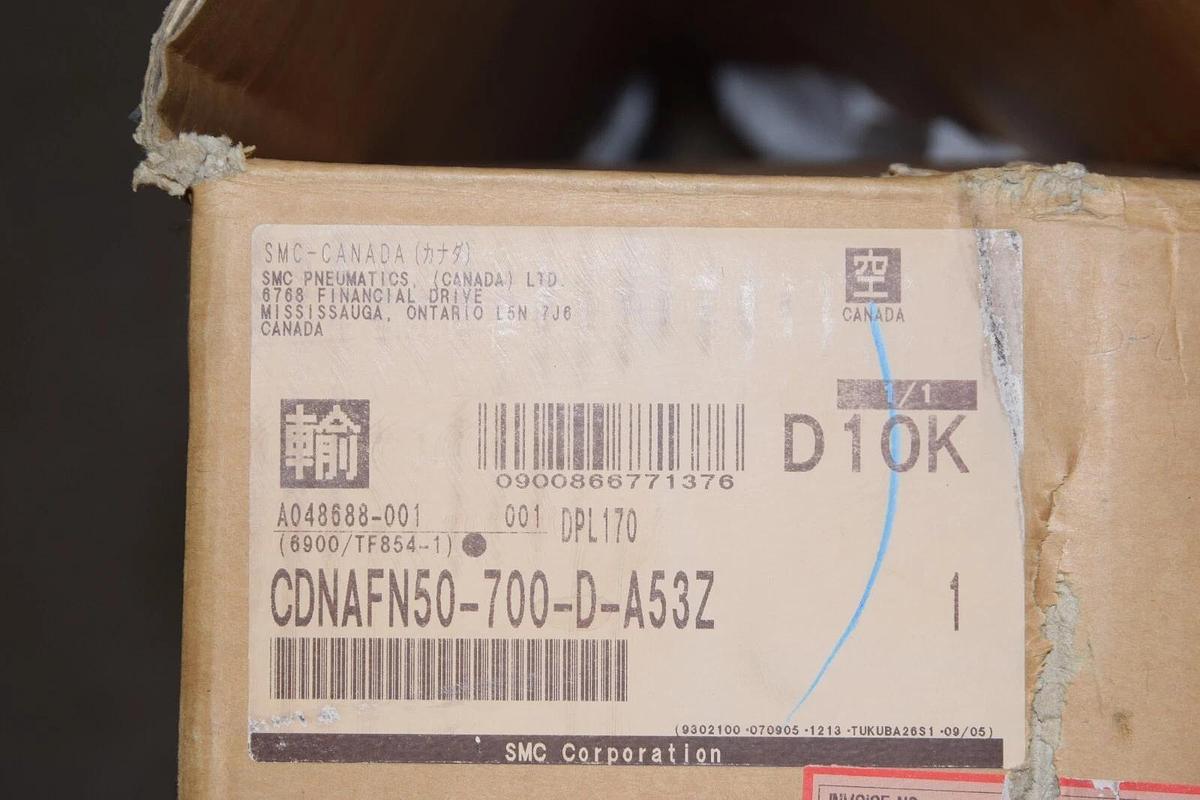 SMC-CANADA(カナダ)
SMC PNEUMATICS, (CANADA) LTD.
6768 FINANCIAL DRIVE
MISSISSAUGA, ONTARIO L5N 7J6
CANADA
空
CANADA
1/1
D10K
輸
0900866771376
A048688-001 001 DPL170
(6900/TF854-1)
CDNAFN50-700-D-A53Z 1
(9302100 ·070905 ·1213 ·TUKUBA26S1 ·09/05)
SMC Corporation
INVOICE NO